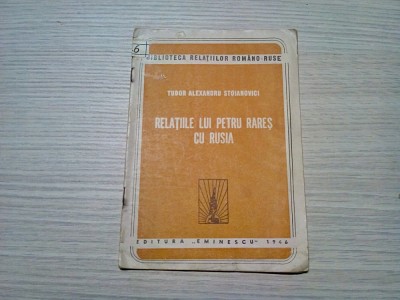 6
BIBLIOTECA RELAȚIILOR ROMÂNO-RUSE
TUDOR ALEXANDRU STOIANOVICI
RELAȚIILE LUI PETRU RAREȘ
CU RUSIA
EDITURA „EMINESCU" 1946